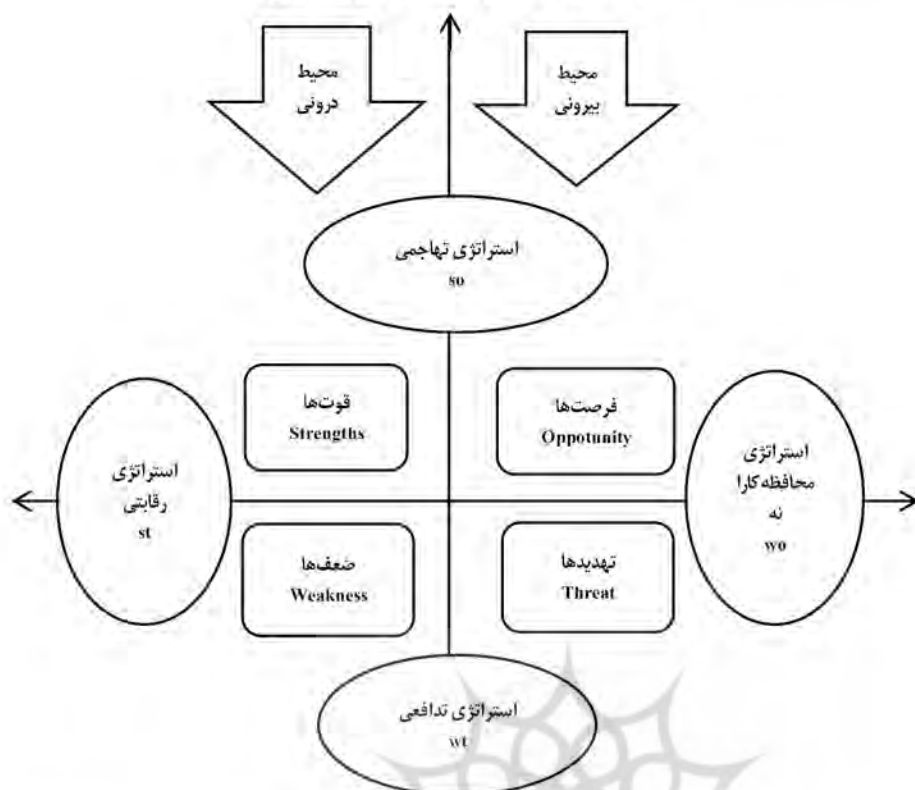 محیط
درونی
محیط
بیرونی
استراتژی تهاجمی
so
قوت‌ها
Strengths
فرصت‌ها
Oppotunity
استراتژی
رقابتی
st
استراتژی
محافظه کارا
نه
wo
ضعف‌ها
Weakness
تهدیدها
Threat
استراتژی تدافعی
wt